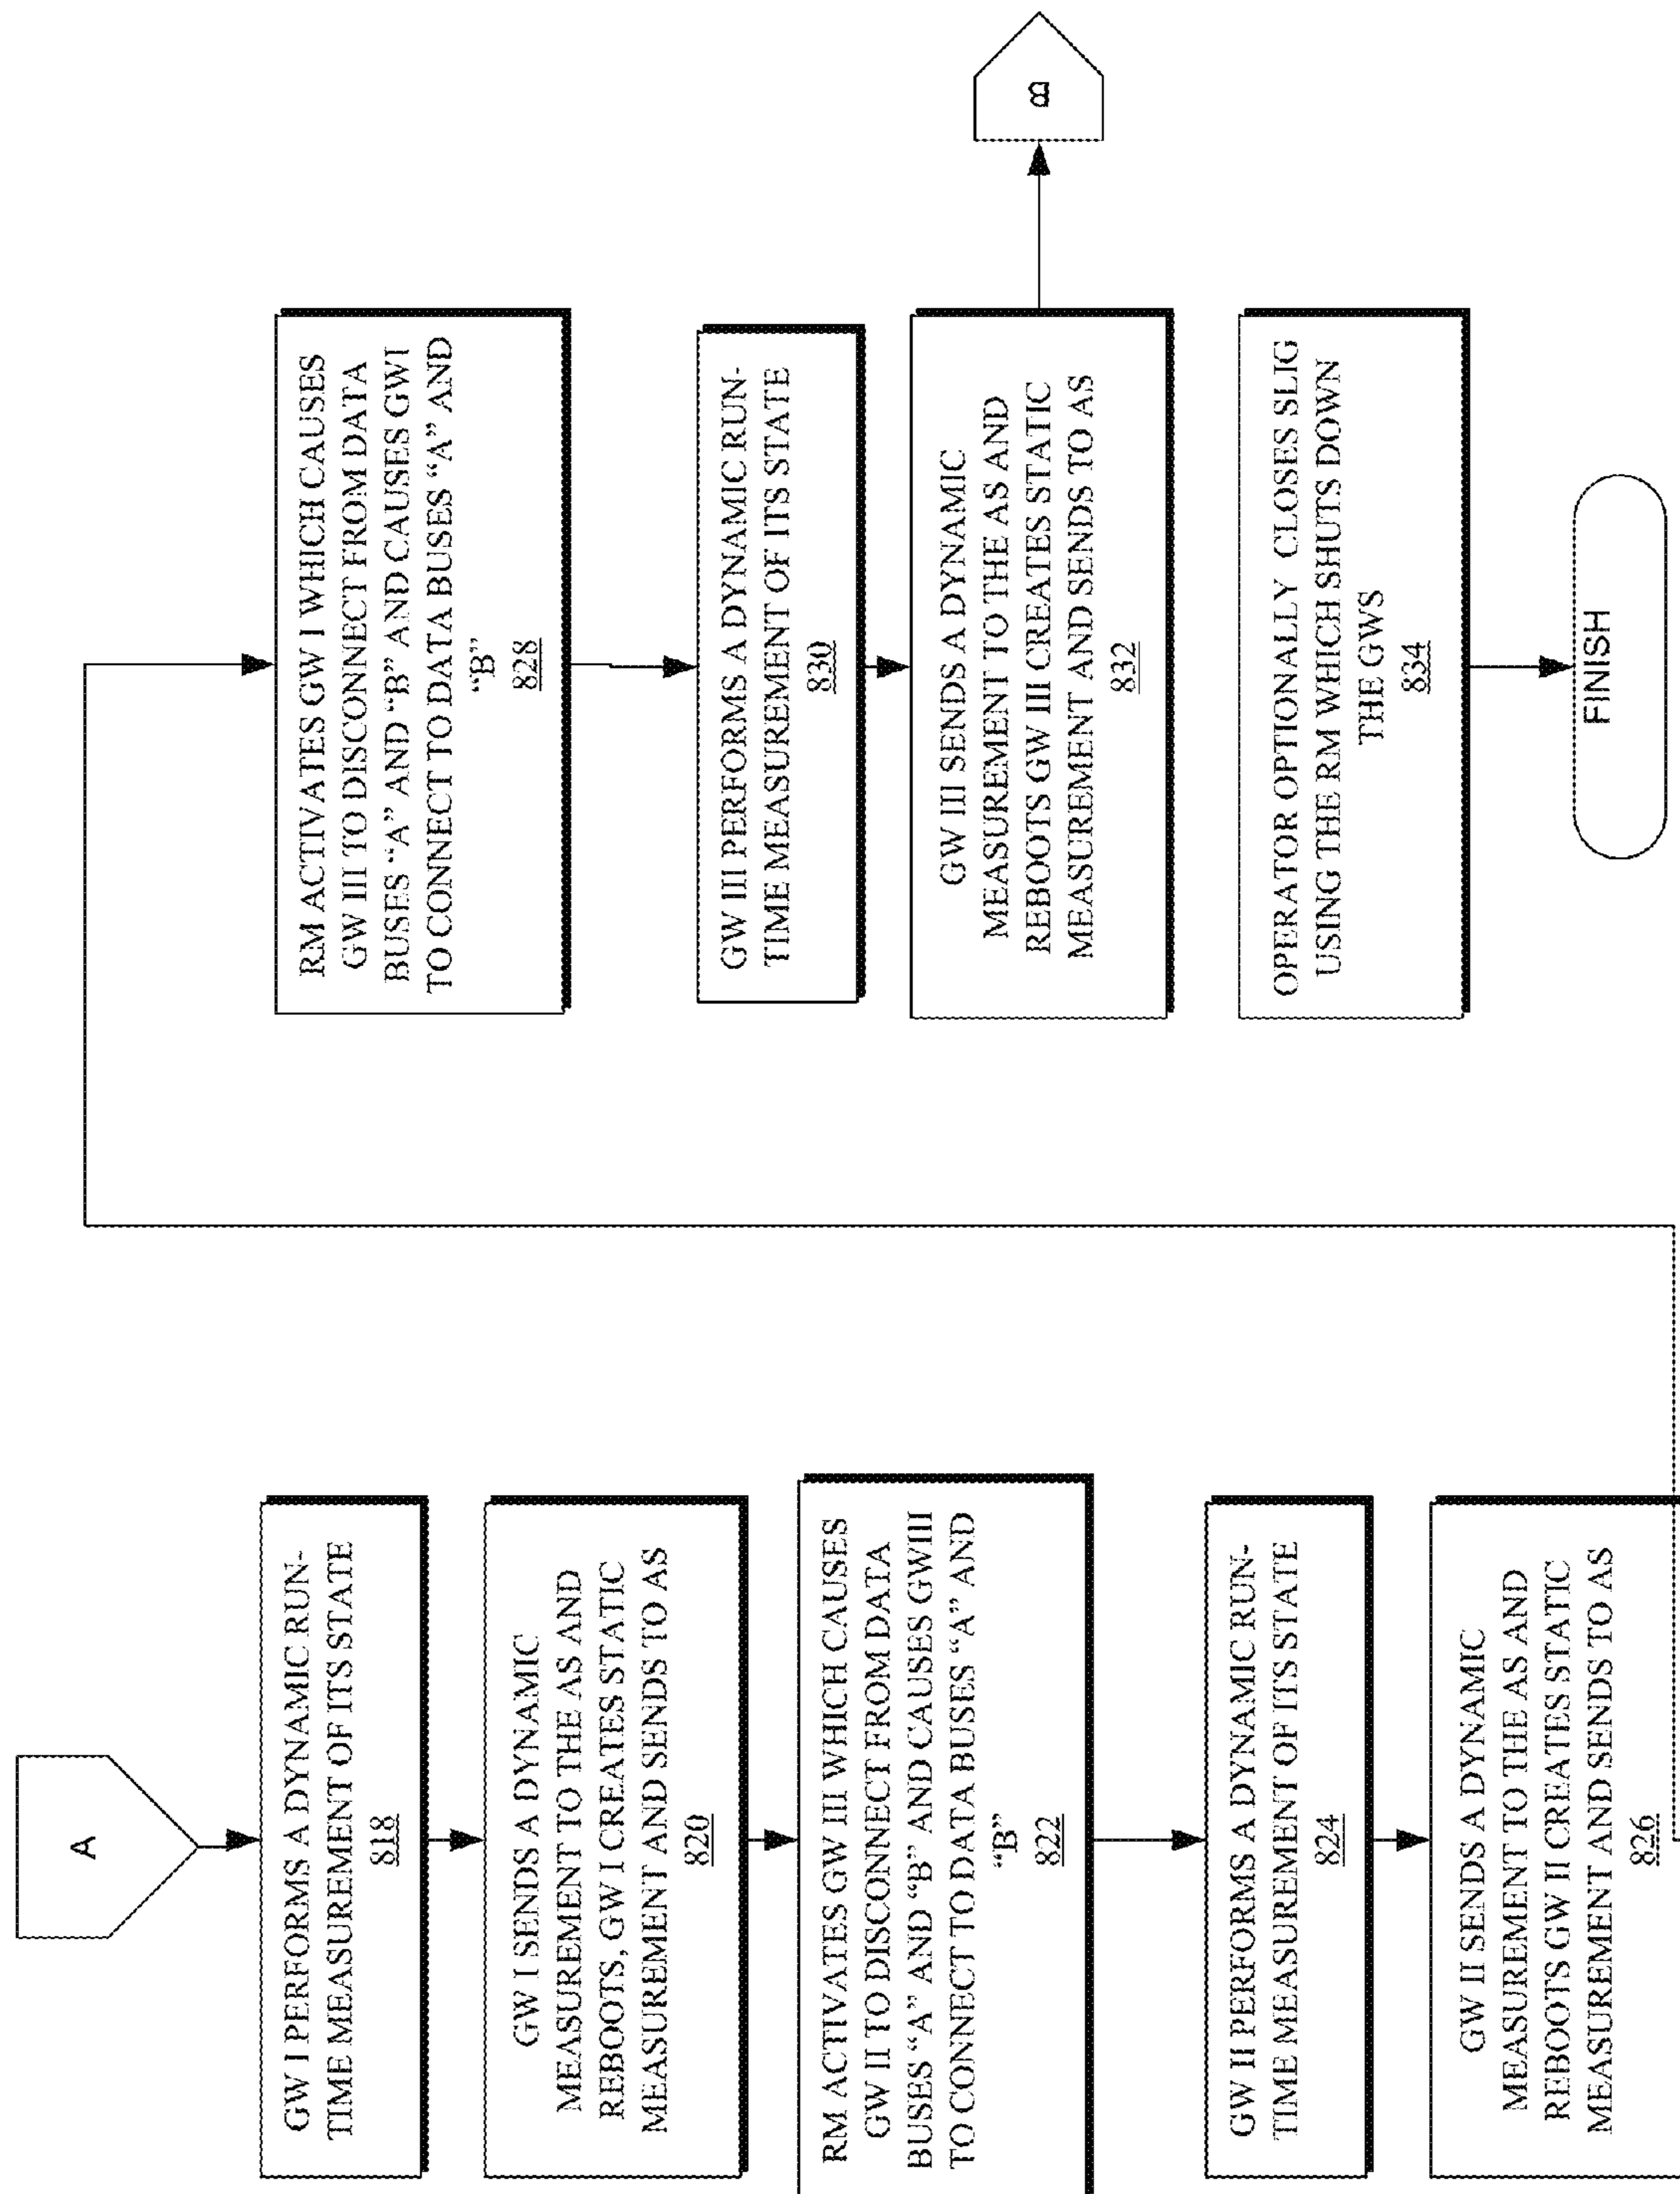 A
GW I PERFORMS A DYNAMIC RUN-
TIME MEASUREMENT OF ITS STATE
818
GW I SENDS A DYNAMIC
MEASUREMENT TO THE AS AND
REBOOTS, GW I CREATES STATIC
MEASUREMENT AND SENDS TO AS
820
RM ACTIVATES GW III WHICH CAUSES
GW II TO DISCONNECT FROM DATA
BUSES “A” AND “B” AND CAUSES GWIII
TO CONNECT TO DATA BUSES “A” AND
“B”
822
GW II PERFORMS A DYNAMIC RUN-
TIME MEASUREMENT OF ITS STATE
824
GW II SENDS A DYNAMIC
MEASUREMENT TO THE AS AND
REBOOTS GW II CREATES STATIC
MEASUREMENT AND SENDS TO AS
826
RM ACTIVATES GW I WHICH CAUSES
GW III TO DISCONNECT FROM DATA
BUSES “A” AND “B” AND CAUSES GWI
TO CONNECT TO DATA BUSES “A” AND
“B”
828
GW III PERFORMS A DYNAMIC RUN-
TIME MEASUREMENT OF ITS STATE
830
GW III SENDS A DYNAMIC
MEASUREMENT TO THE AS AND
REBOOTS GW III CREATES STATIC
MEASUREMENT AND SENDS TO AS
832
B
OPERATOR OPTIONALLY CLOSES SLIG
USING THE RM WHICH SHUTS DOWN
THE GWS
834
FINISH